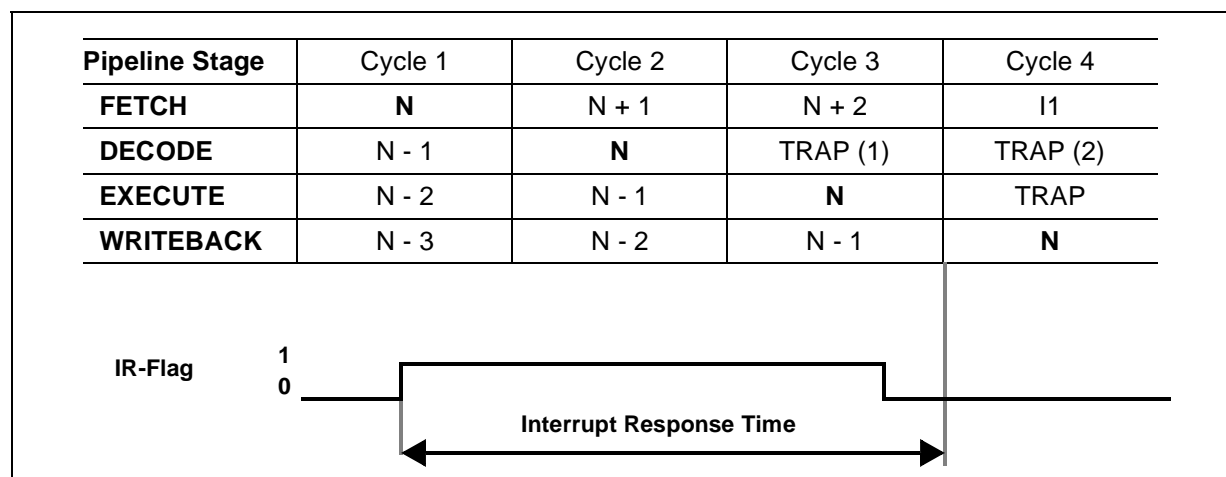 Pipeline Stage Cycle 1 Cycle 2 Cycle 3 Cycle 4
FETCH N N + 1 N + 2 I1
DECODE N - 1 N TRAP (1) TRAP (2)
EXECUTE N - 2 N - 1 N TRAP
WRITEBACK N - 3 N - 2 N - 1 N
IR-Flag 1
0
Interrupt Response Time